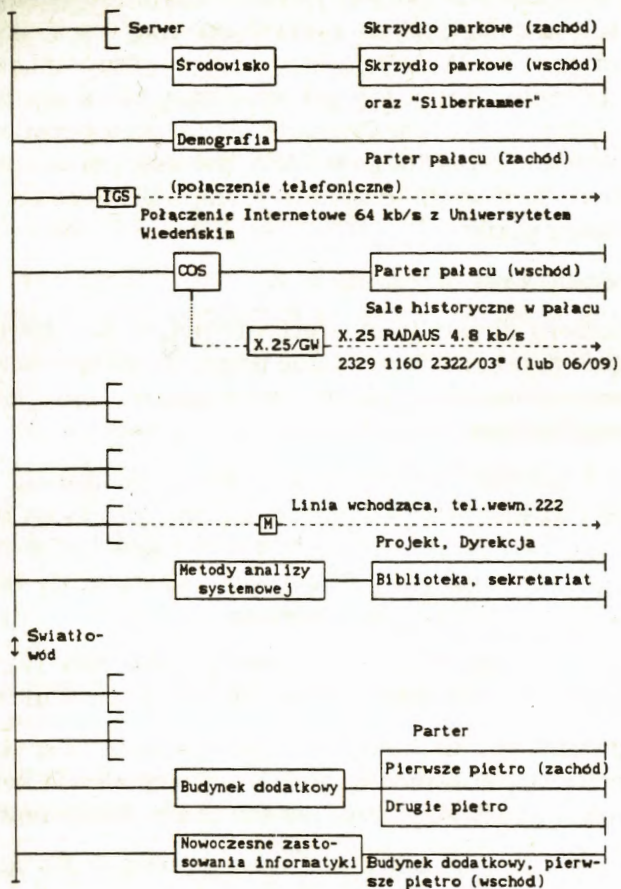 Serwer
Skrzydło parkowe (zachód)
Środowisko
Skrzydło parkowe (wschód)
oraz "Silberkammer"
Demografia
Parter pałacu (zachód)
IGS
(połączenie telefoniczne)
Połączenie Internetowe 64 kb/s z Uniwersytetem
Wiedeńskim
COS
Parter pałacu (wschód)
Sale historyczne w pałacu
X.25/GW
X.25 RADAUS 4.8 kb/s
2329 1160 2322/03* (lub 06/09)
Linia wchodząca, tel.wewn.222
M
Projekt, Dyrekcja
Metody analizy
systemowej
Biblioteka, sekretariat
Światło-
wód
Parter
Pierwsze piętro (zachód)
Budynek dodatkowy
Drugie piętro
Nowoczesne zasto-
sowania informatyki
Budynek dodatkowy, pierw-
sze piętro (wschód)